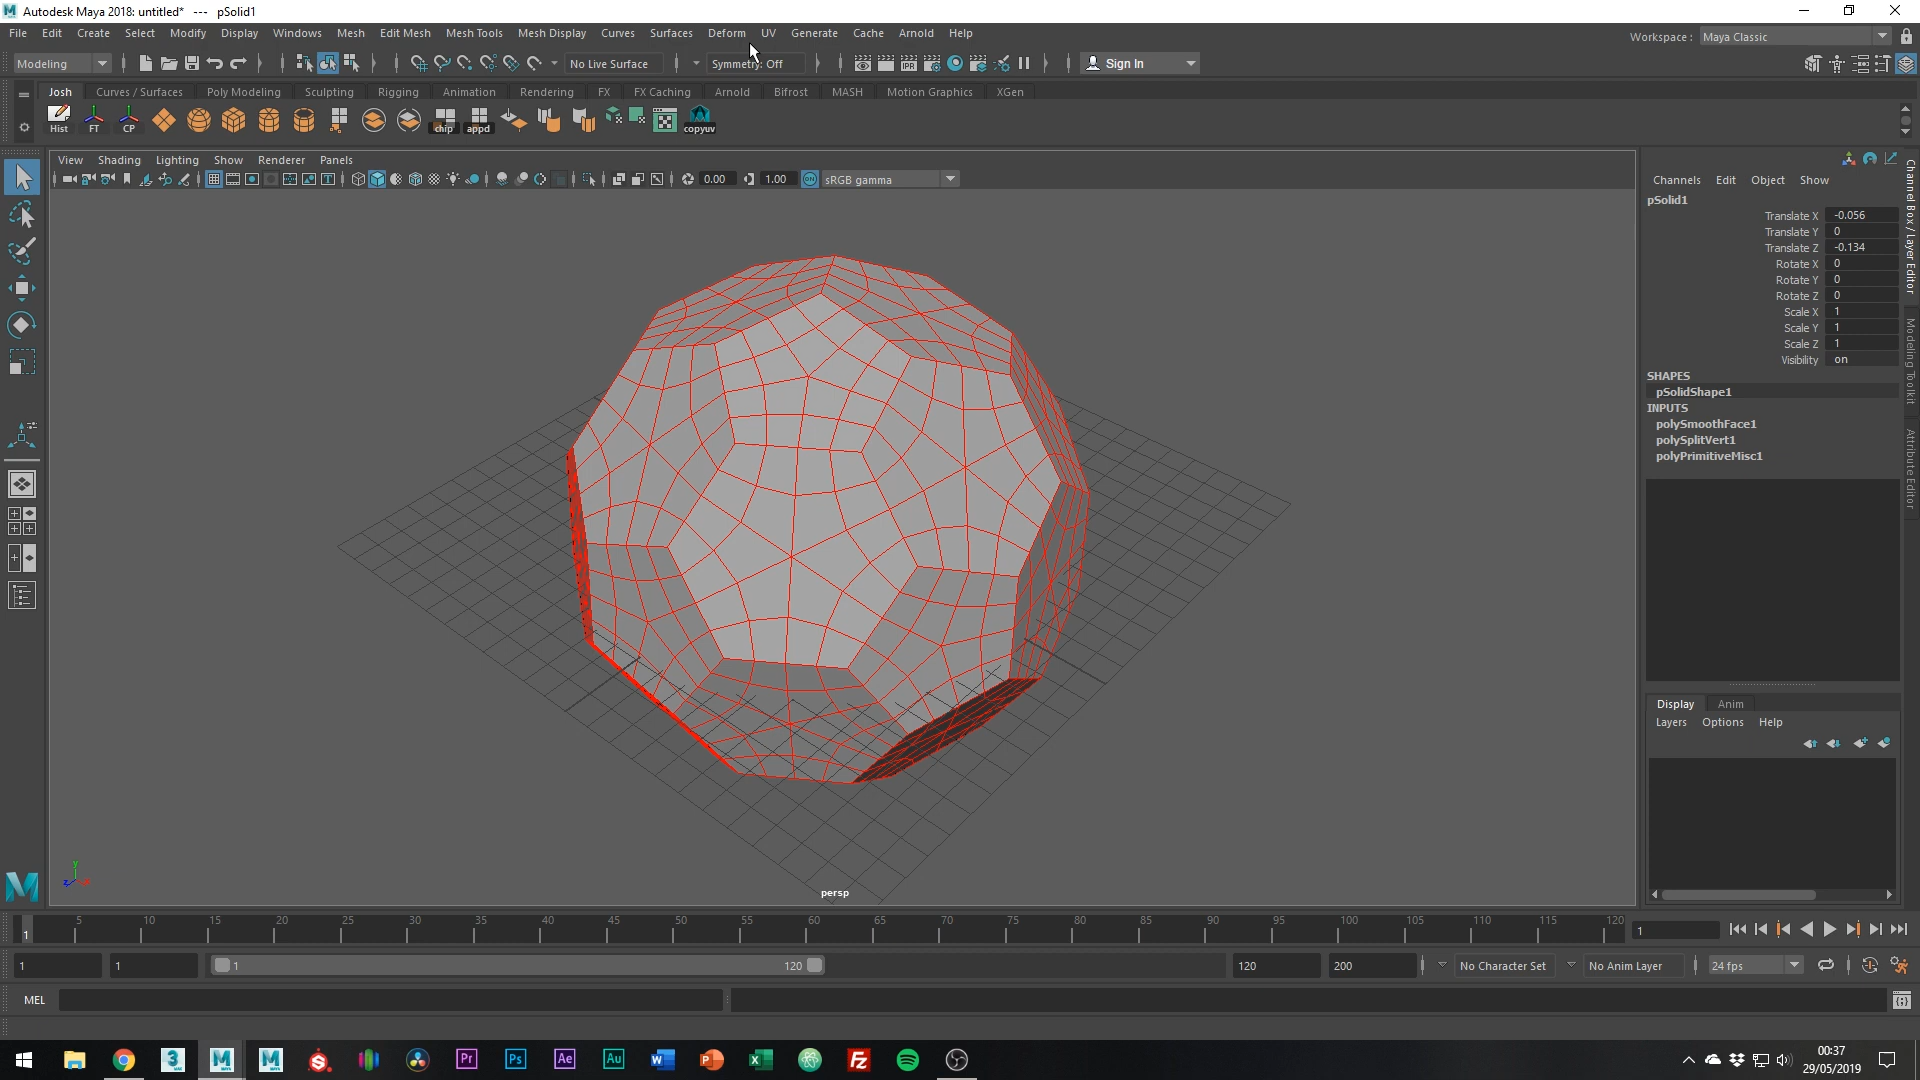 Autodesk Maya 2018: untitled* --- pSolid1
File Edit Create Select Modify Display Windows Mesh Edit Mesh Mesh Tools Mesh Display Curves Surfaces Deform UV Generate Cache Arnold Help
Workspace : Maya Classic
Modeling No Live Surface Symmetry: Off Sign In
Josh Curves / Surfaces Poly Modeling Sculpting Rigging Animation Rendering FX FX Caching Arnold Bifrost MASH Motion Graphics XGen
Hist FT CP chip appd copyuv
View Shading Lighting Show Renderer Panels
0.00 1.00 ON sRGB gamma
Channels Edit Object Show
pSolid1
Translate X -0.056
Translate Y 0
Translate Z -0.134
Rotate X 0
Rotate Y 0
Rotate Z 0
Scale X 1
Scale Y 1
Scale Z 1
Visibility on
SHAPES
pSolidShape1
INPUTS
polySmoothFace1
polySplitVert1
polyPrimitiveMisc1
Channel Box / Layer Editor
Modeling Toolkit
Attribute Editor
Display Anim
Layers Options Help
y
z
persp
1 5 10 15 20 25 30 35 40 45 50 55 60 65 70 75 80 85 90 95 100 105 110 115 120
1
1 1 1 120 120 200 No Character Set No Anim Layer 24 fps
MEL
00:37
29/05/2019